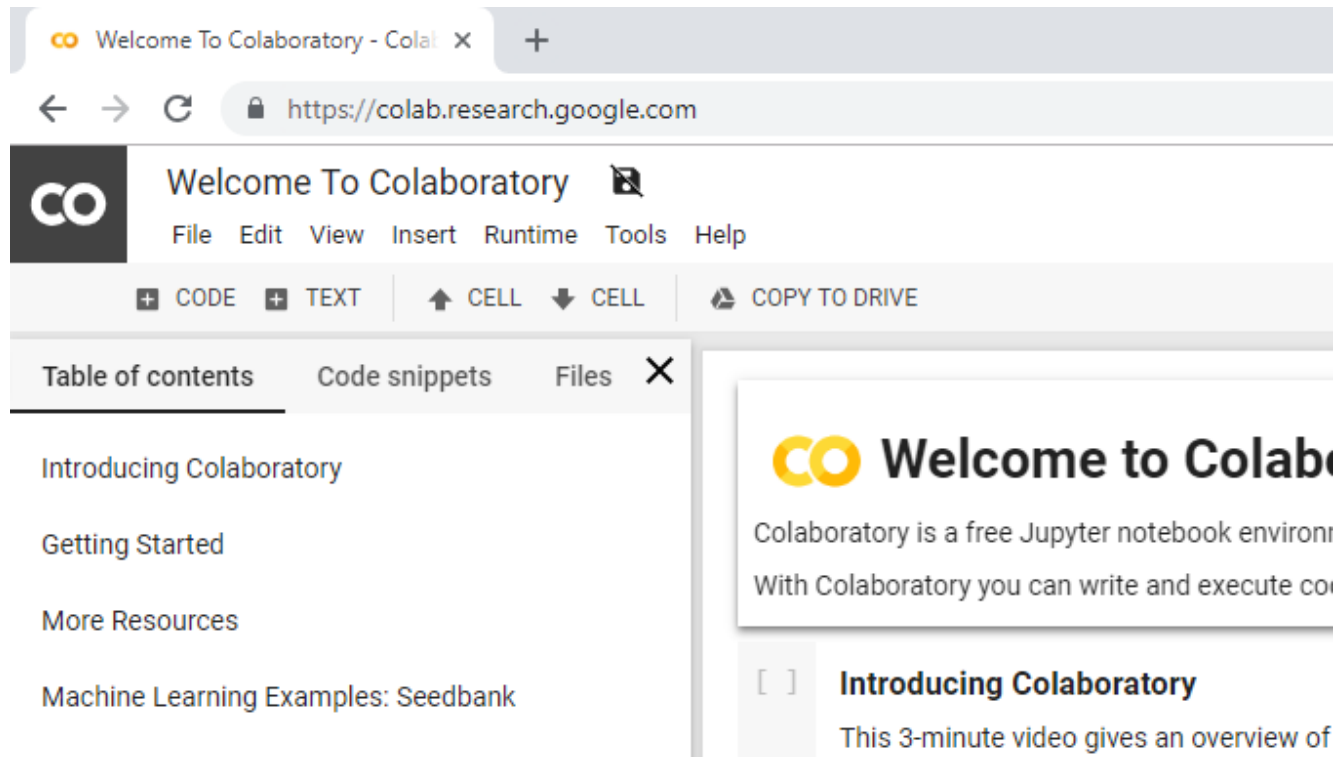 Welcome To Colaboratory - Colab
https://colab.research.google.com
CO
Welcome To Colaboratory
File Edit View Insert Runtime Tools Help
CODE TEXT CELL CELL COPY TO DRIVE
Table of contents Code snippets Files
Introducing Colaboratory
Getting Started
More Resources
Machine Learning Examples: Seedbank
CO Welcome to Colabo
Colaboratory is a free Jupyter notebook environ
With Colaboratory you can write and execute co
[ ] Introducing Colaboratory
This 3-minute video gives an overview of